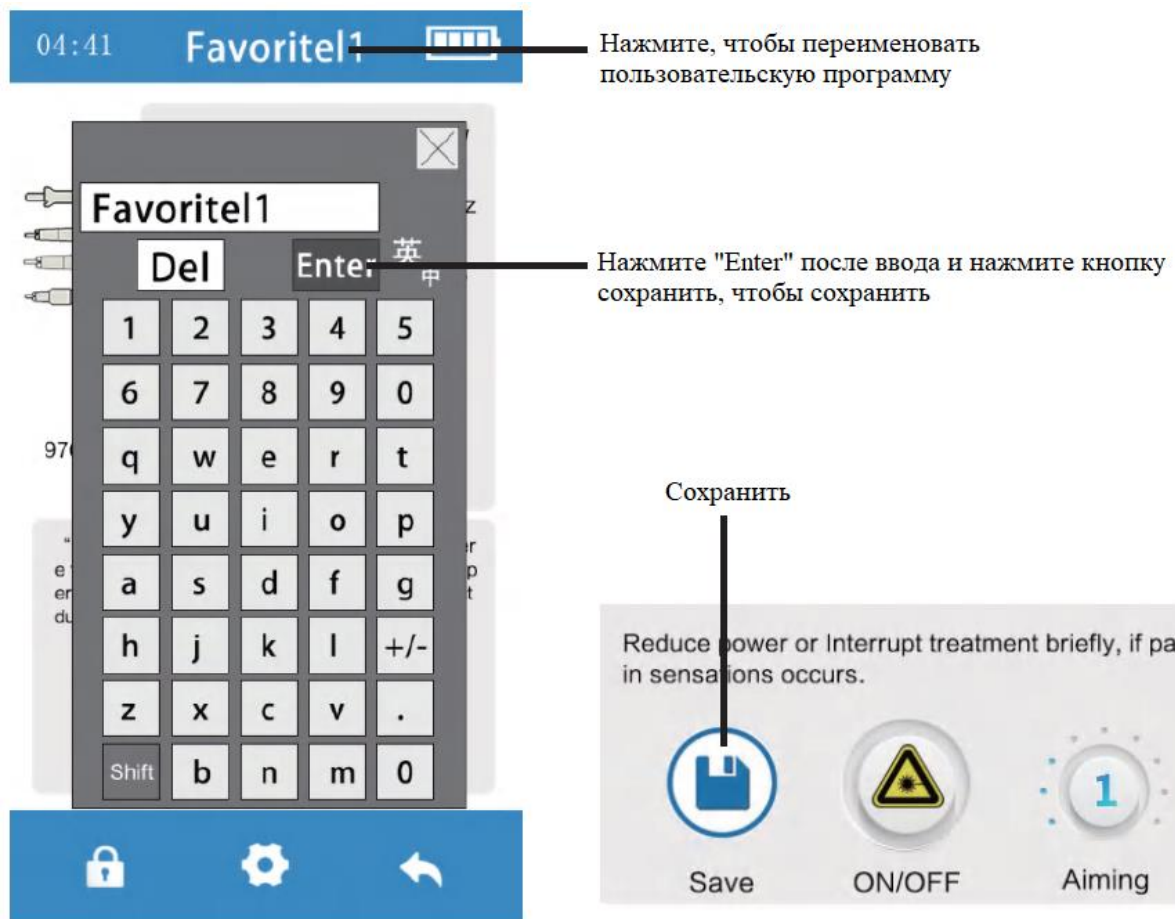 04:41 Favoritel1
Нажмите, чтобы переименовать
пользовательскую программу
Favoritel1
Del Enter 英中
Нажмите "Enter" после ввода и нажмите кнопку
сохранить, чтобы сохранить
1 2 3 4 5
6 7 8 9 0
q w e r t
y u i o p
a s d f g
h j k l +/-
z x c v .
Shift b n m 0
Сохранить
Reduce power or Interrupt treatment briefly, if pa
in sensations occurs.
1
Save ON/OFF Aiming